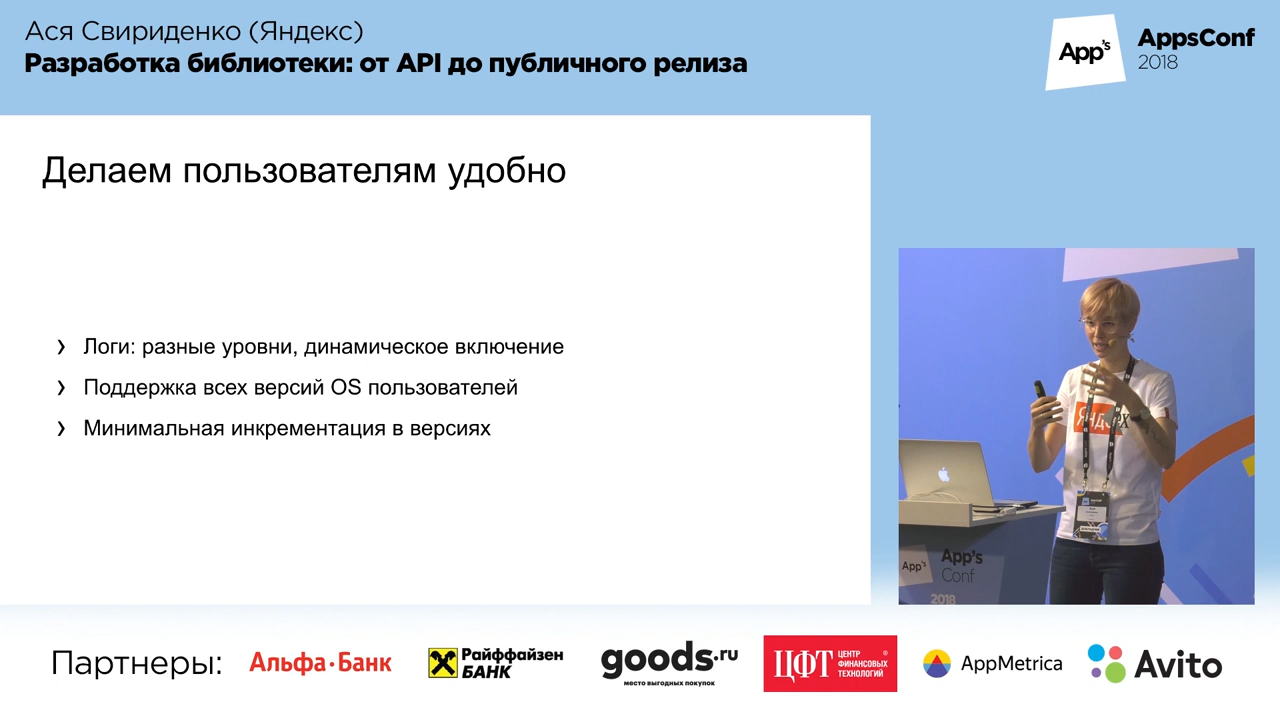 Ася Свириденко (Яндекс)
Разработка библиотеки: от API до публичного релиза
App's
AppsConf
2018
Делаем пользователям удобно
Логи: разные уровни, динамическое включение
Поддержка всех версий OS пользователей
Минимальная инкрементация в версиях
App's
App's
Conf
2018
Партнеры:
Альфа·Банк
Райффайзен
БАНК
goods.ru
место выгодных покупок
ЦФТ
ЦЕНТР
ФИНАНСОВЫХ
ТЕХНОЛОГИЙ
®
AppMetrica
Avito